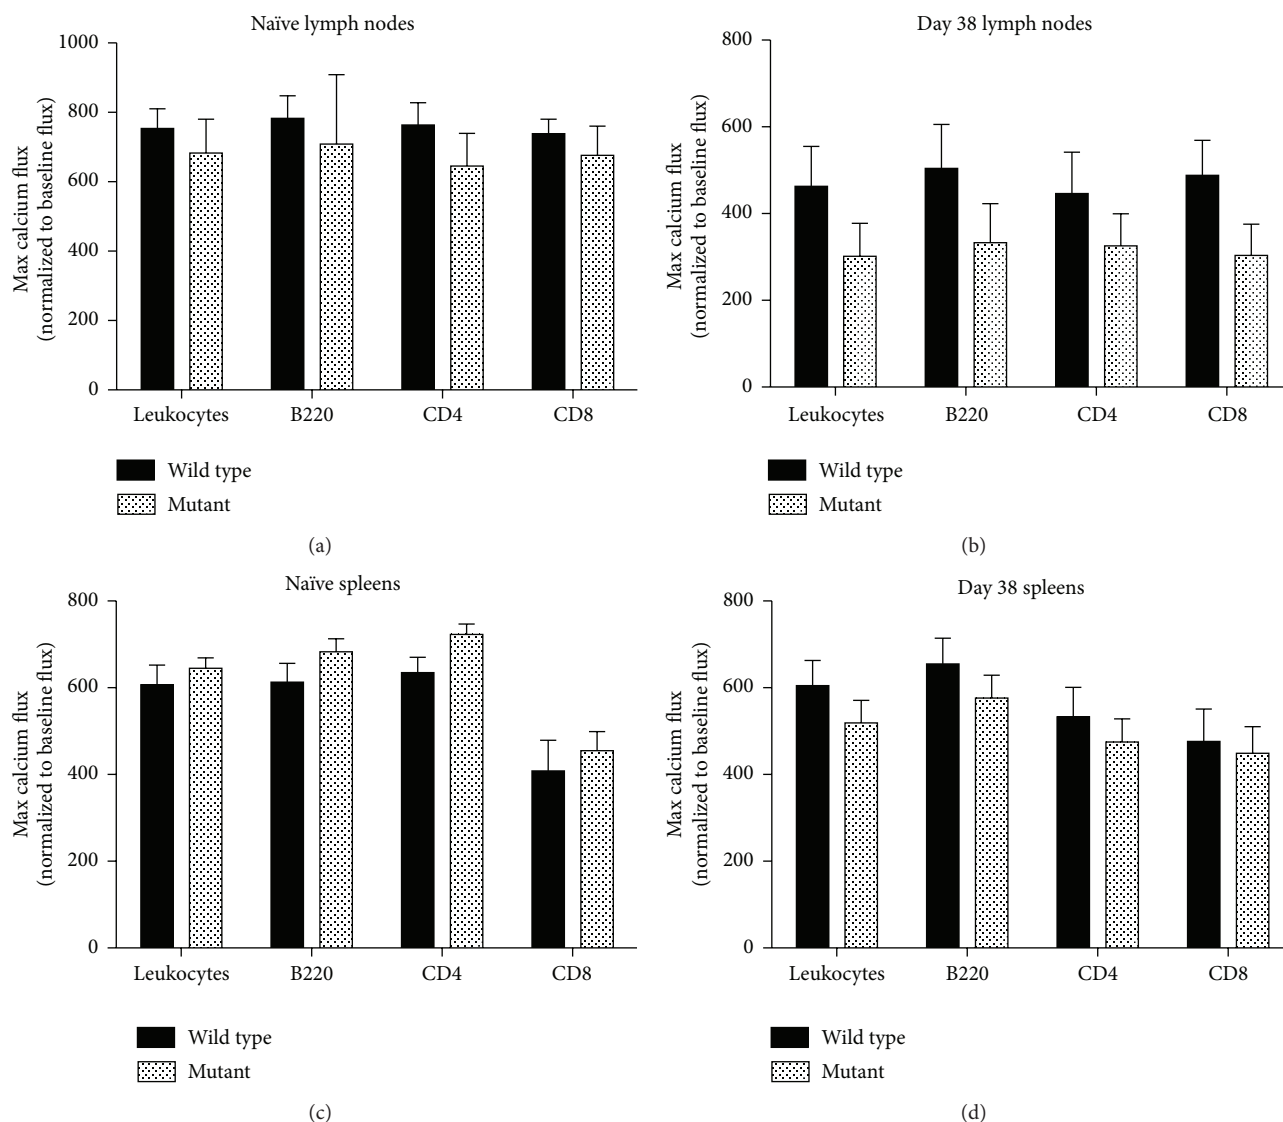 Naïve lymph nodes
Max calcium flux
(normalized to baseline flux)
1000
800
600
400
200
0
Leukocytes B220 CD4 CD8
Wild type
Mutant
(a)
Day 38 lymph nodes
Max calcium flux
(normalized to baseline flux)
800
600
400
200
0
Leukocytes B220 CD4 CD8
Wild type
Mutant
(b)
Naïve spleens
Max calcium flux
(normalized to baseline flux)
800
600
400
200
0
Leukocytes B220 CD4 CD8
Wild type
Mutant
(c)
Day 38 spleens
Max calcium flux
(normalized to baseline flux)
800
600
400
200
0
Leukocytes B220 CD4 CD8
Wild type
Mutant
(d)